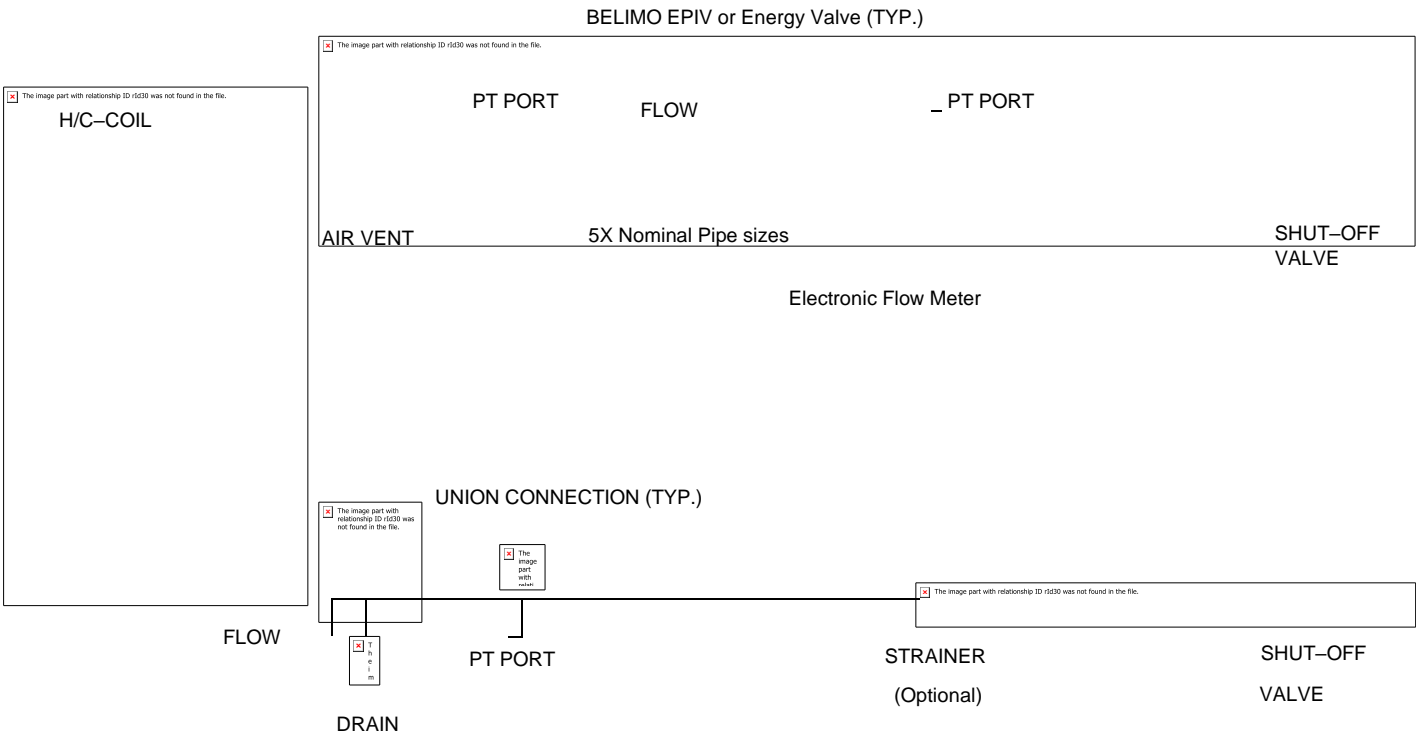 BELIMO EPIV or Energy Valve (TYP.)
The image part with relationship ID rId30 was not found in the file.
The image part with relationship ID rId30 was not found in the file.
H/C–COIL
PT PORT
FLOW
PT PORT
AIR VENT
5X Nominal Pipe sizes
SHUT–OFF
VALVE
Electronic Flow Meter
UNION CONNECTION (TYP.)
The image part with
relationship ID rId30 was
not found in the file.
The
image
part
with
The image part with relationship ID rId30 was not found in the file.
FLOW
T
h
e
i
m
PT PORT
STRAINER
(Optional)
SHUT–OFF
VALVE
DRAIN